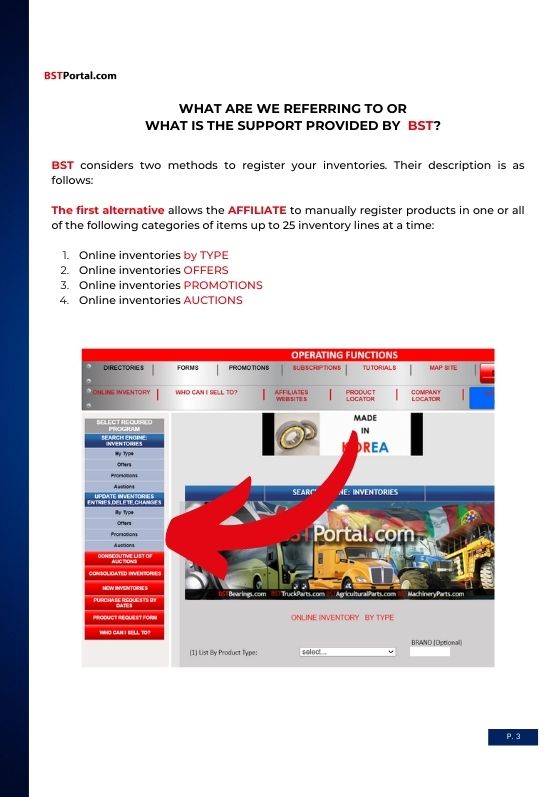 BSTPortal.com
WHAT ARE WE REFERRING TO OR
WHAT IS THE SUPPORT PROVIDED BY BST?
BST considers two methods to register your inventories. Their description is as
follows:
The first alternative allows the AFFILIATE to manually register products in one or all
of the following categories of items up to 25 inventory lines at a time:
1. Online inventories by TYPE
2. Online inventories OFFERS
3. Online inventories PROMOTIONS
4. Online inventories AUCTIONS
OPERATING FUNCTIONS
DIRECTORIES | FORMS | PROMOTIONS | SUBSCRIPTIONS | TUTORIALS | MAP SITE
ONLINE INVENTORY | WHO CAN I SELL TO? | AFFILIATES WEBSITES | PRODUCT LOCATOR | COMPANY LOCATOR
SELECT REQUIRED
PROGRAM
SEARCH ENGINE:
INVENTORIES
By Type
Offers
Promotions
Auctions
UPDATE INVENTORIES
ENTRIES,DELETE,CHANGES
By Type
Offers
Promotions
Auctions
CONSECUTIVE LIST OF
AUCTIONS
CONSOLIDATED INVENTORIES
NEW INVENTORIES
PURCHASE REQUESTS BY
DATES
PRODUCT REQUEST FORM
WHO CAN I SELL TO?
MADE
IN
REA
INVENTORIES
Portal.com
BSTBearings.com BSTTruckParts.com BSTAgriculturalParts.com BSTMachineryParts.com
ONLINE INVENTORY BY TYPE
BRAND (Optional)
(1) List By Product Type: select...
P. 3